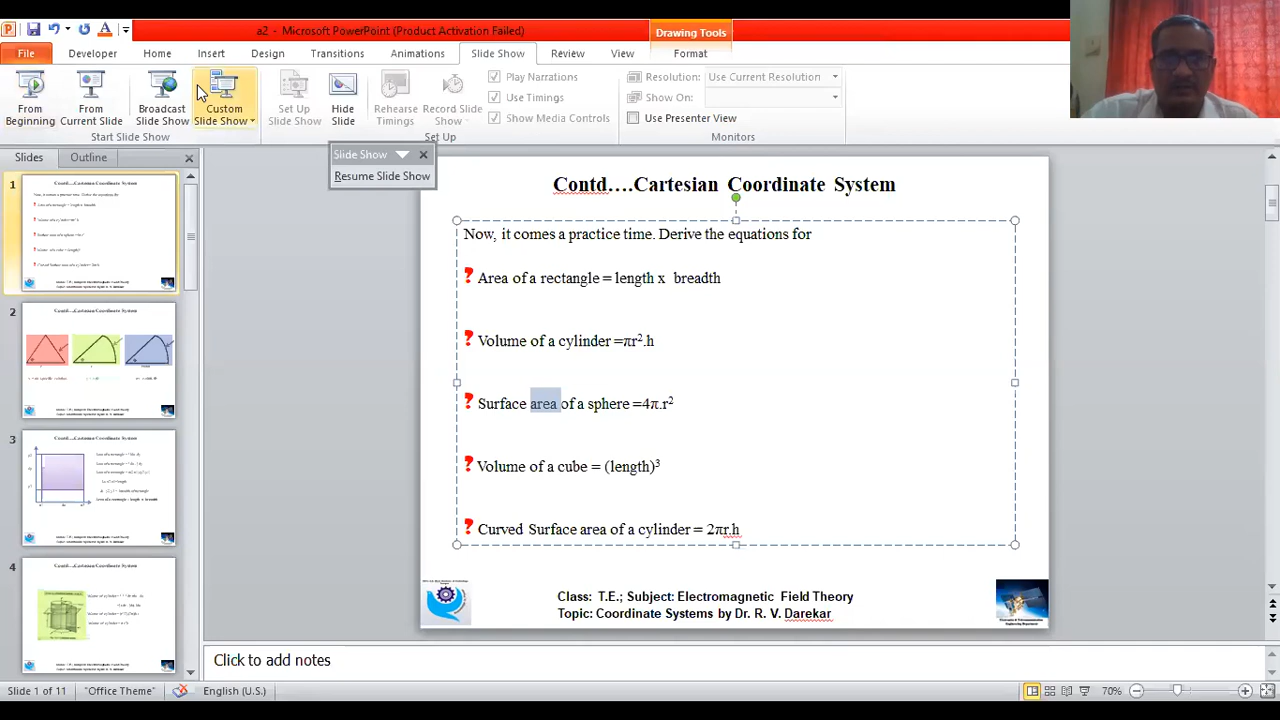 a2 - Microsoft PowerPoint (Product Activation Failed)
Drawing Tools
File
Developer
Home
Insert
Design
Transitions
Animations
Slide Show
Review
View
Format
From
Beginning
From
Current Slide
Broadcast
Slide Show
Custom
Slide Show
Set Up
Slide Show
Hide
Slide
Rehearse
Timings
Record Slide
Show
Play Narrations
Use Timings
Show Media Controls
Resolution:
Use Current Resolution
Show On:
Use Presenter View
Start Slide Show
Set Up
Monitors
Slides
Outline
Slide Show
Resume Slide Show
1
2
3
4
Contd....Cartesian Coordinate System
Now, it comes a practice time. Derive the equations for
? Area of a rectangle = length x breadth
? Volume of a cylinder =πr².h
? Surface area of a sphere =4π.r²
? Volume of a cube = (length)³
? Curved Surface area of a cylinder = 2πr.h
Class: T.E.; Subject: Electromagnetic Field Theory
Topic: Coordinate Systems by Dr. R. V. Darekar
Click to add notes
Slide 1 of 11
"Office Theme"
English (U.S.)
70%